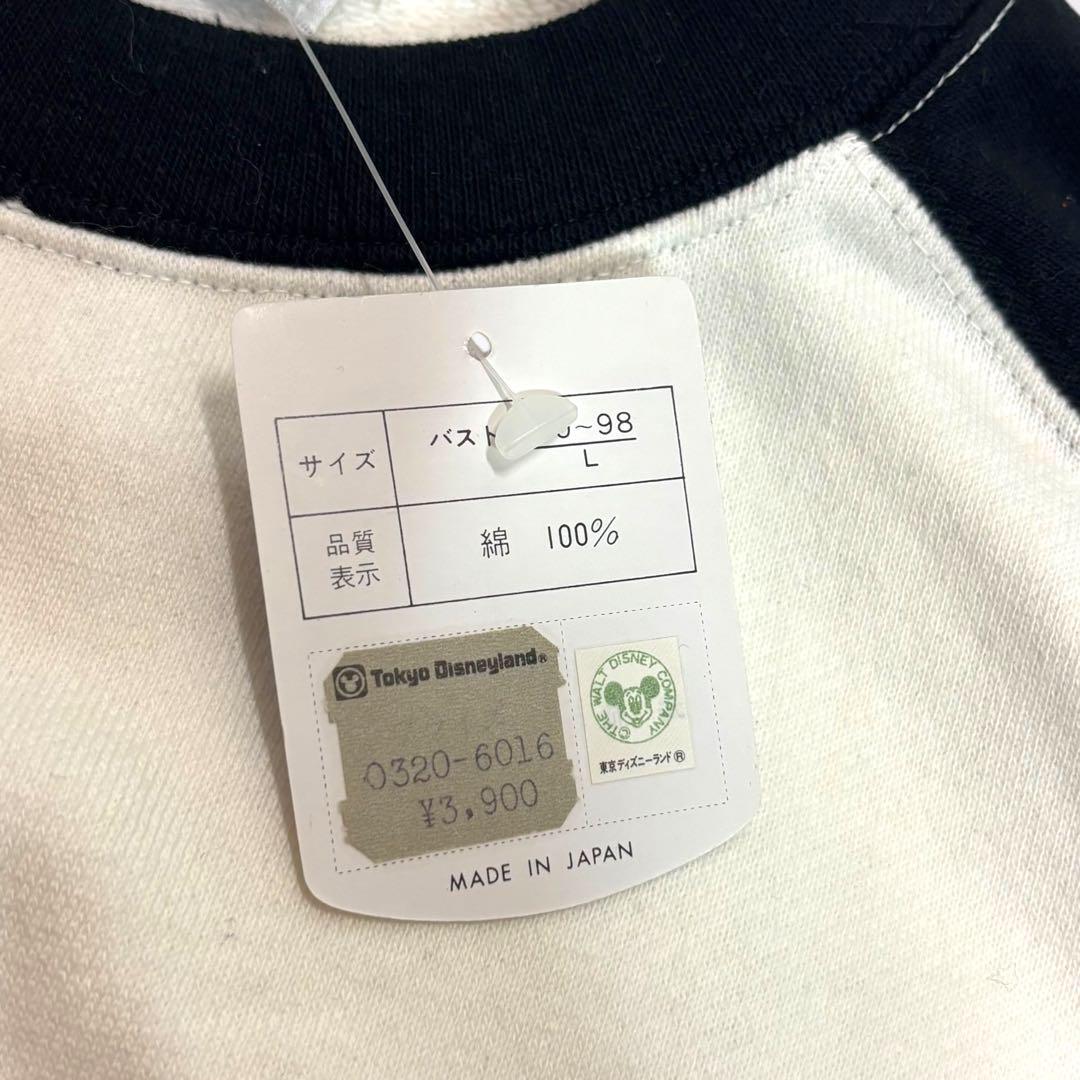 サイズ
バスト ~98
L
品質
表示
綿 100%
Tokyo Disneyland®
0320-6016
¥3,900
©THE WALT DISNEY COMPANY
東京ディズニーランド®
MADE IN JAPAN